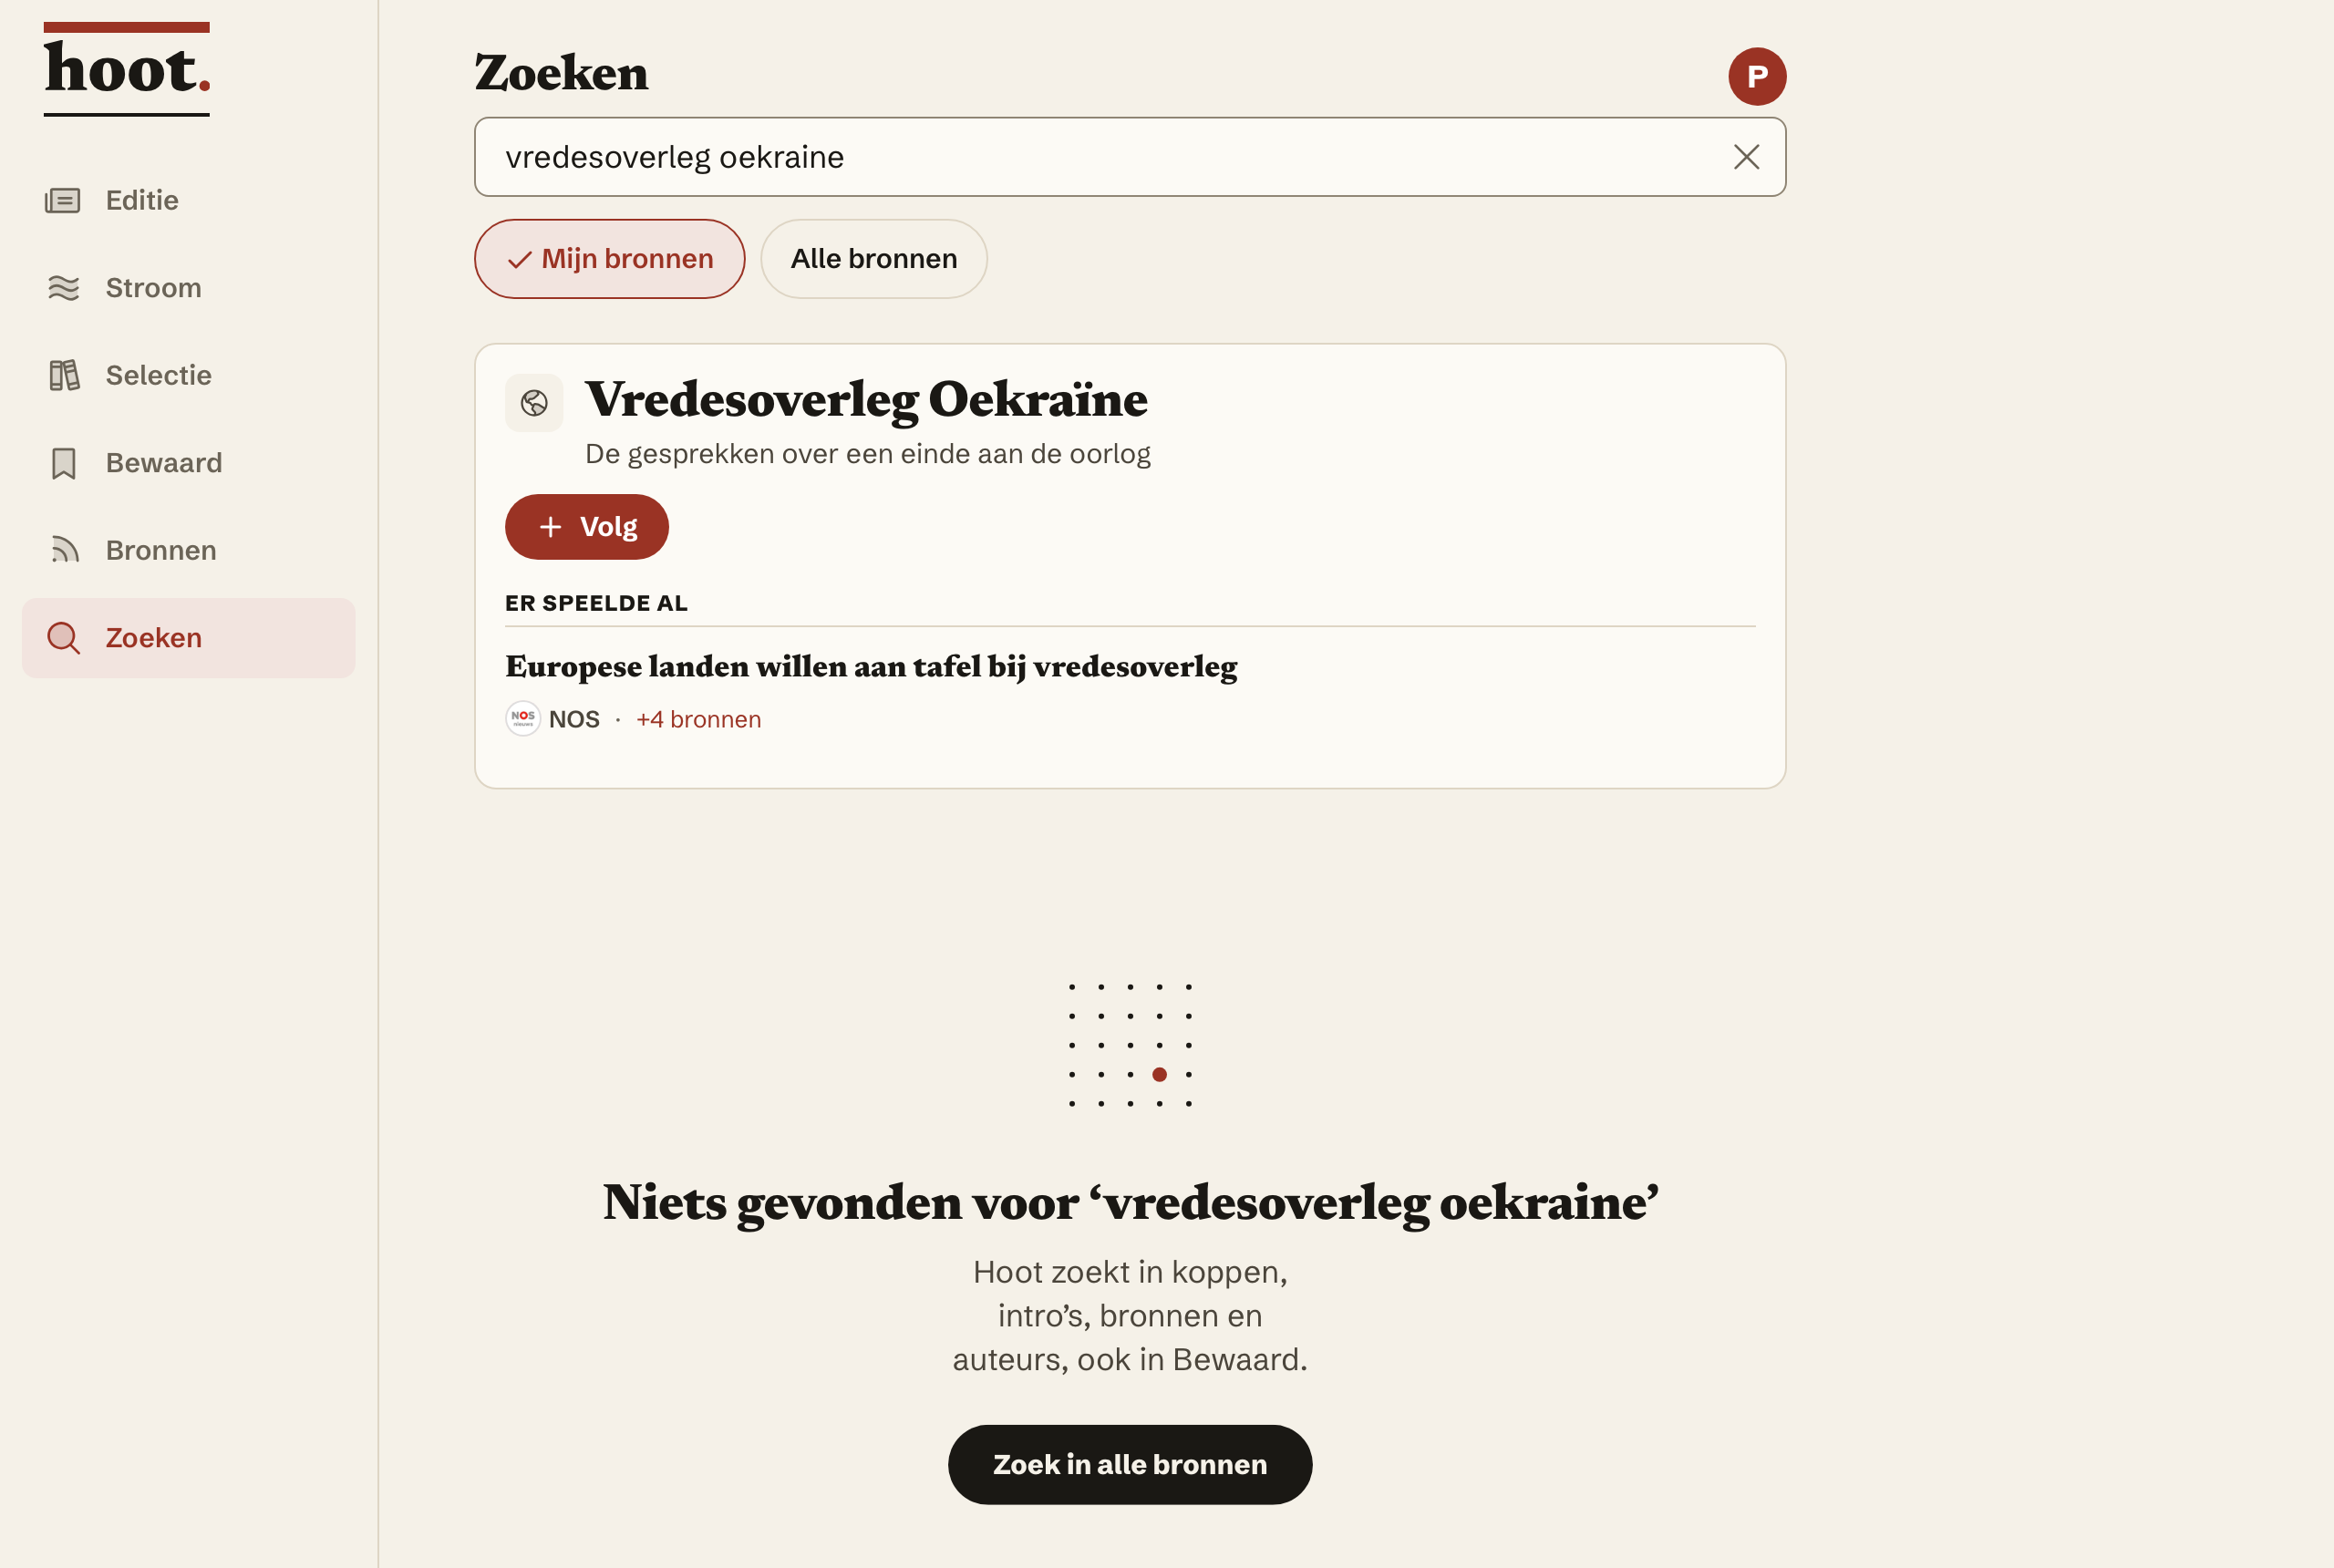 hoot.
Editie
Stroom
Selectie
Bewaard
Bronnen
Zoeken
Zoeken
P
vredesoverleg oekraine
Mijn bronnen
Alle bronnen
Vredesoverleg Oekraïne
De gesprekken over een einde aan de oorlog
Volg
ER SPEELDE AL
Europese landen willen aan tafel bij vredesoverleg
NOS nieuws NOS · +4 bronnen
Niets gevonden voor ‘vredesoverleg oekraine’
Hoot zoekt in koppen,
intro’s, bronnen en
auteurs, ook in Bewaard.
Zoek in alle bronnen